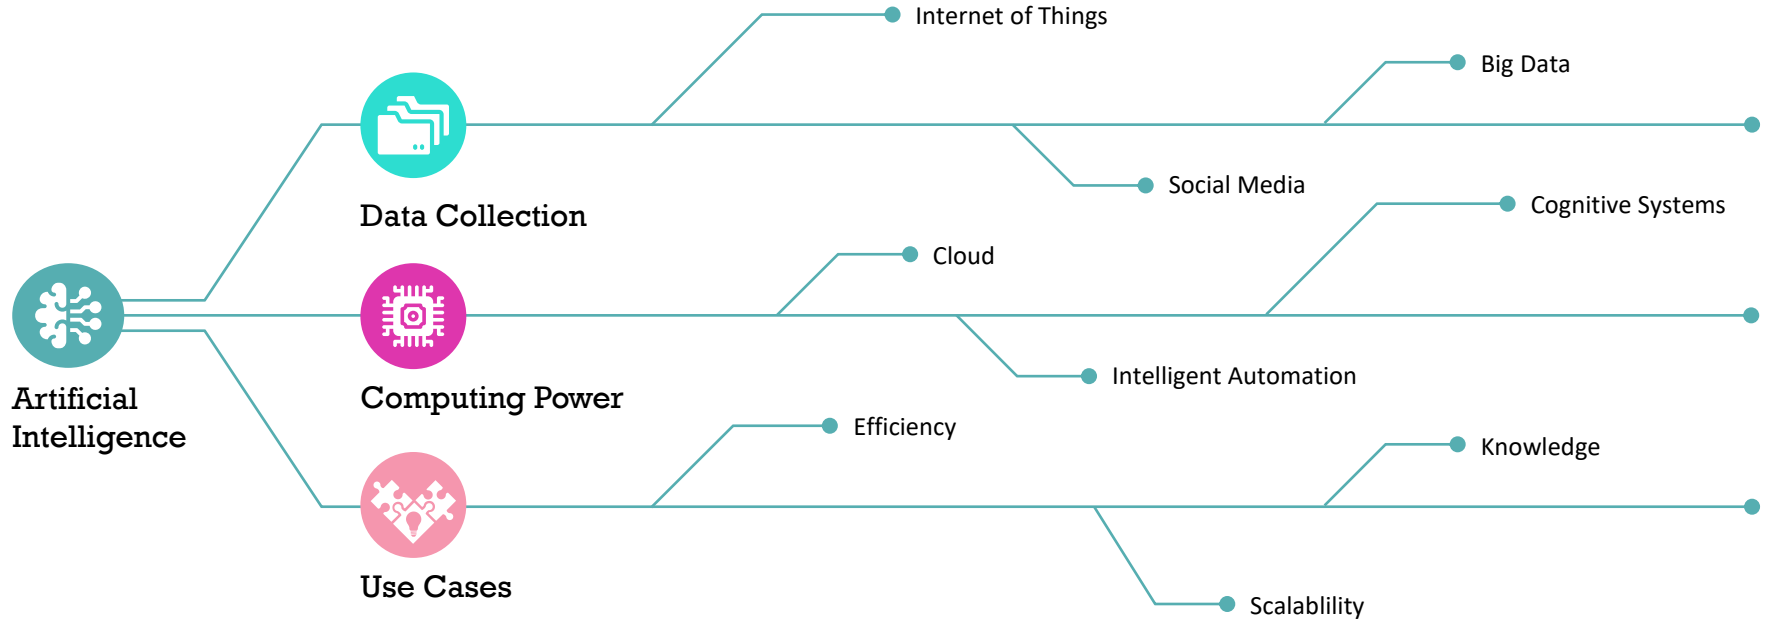 Internet of Things
Big Data
Social Media
Data Collection
Cognitive Systems
Cloud
Artificial
Intelligence
Computing Power
Intelligent Automation
Efficiency
Knowledge
Use Cases
Scalablility